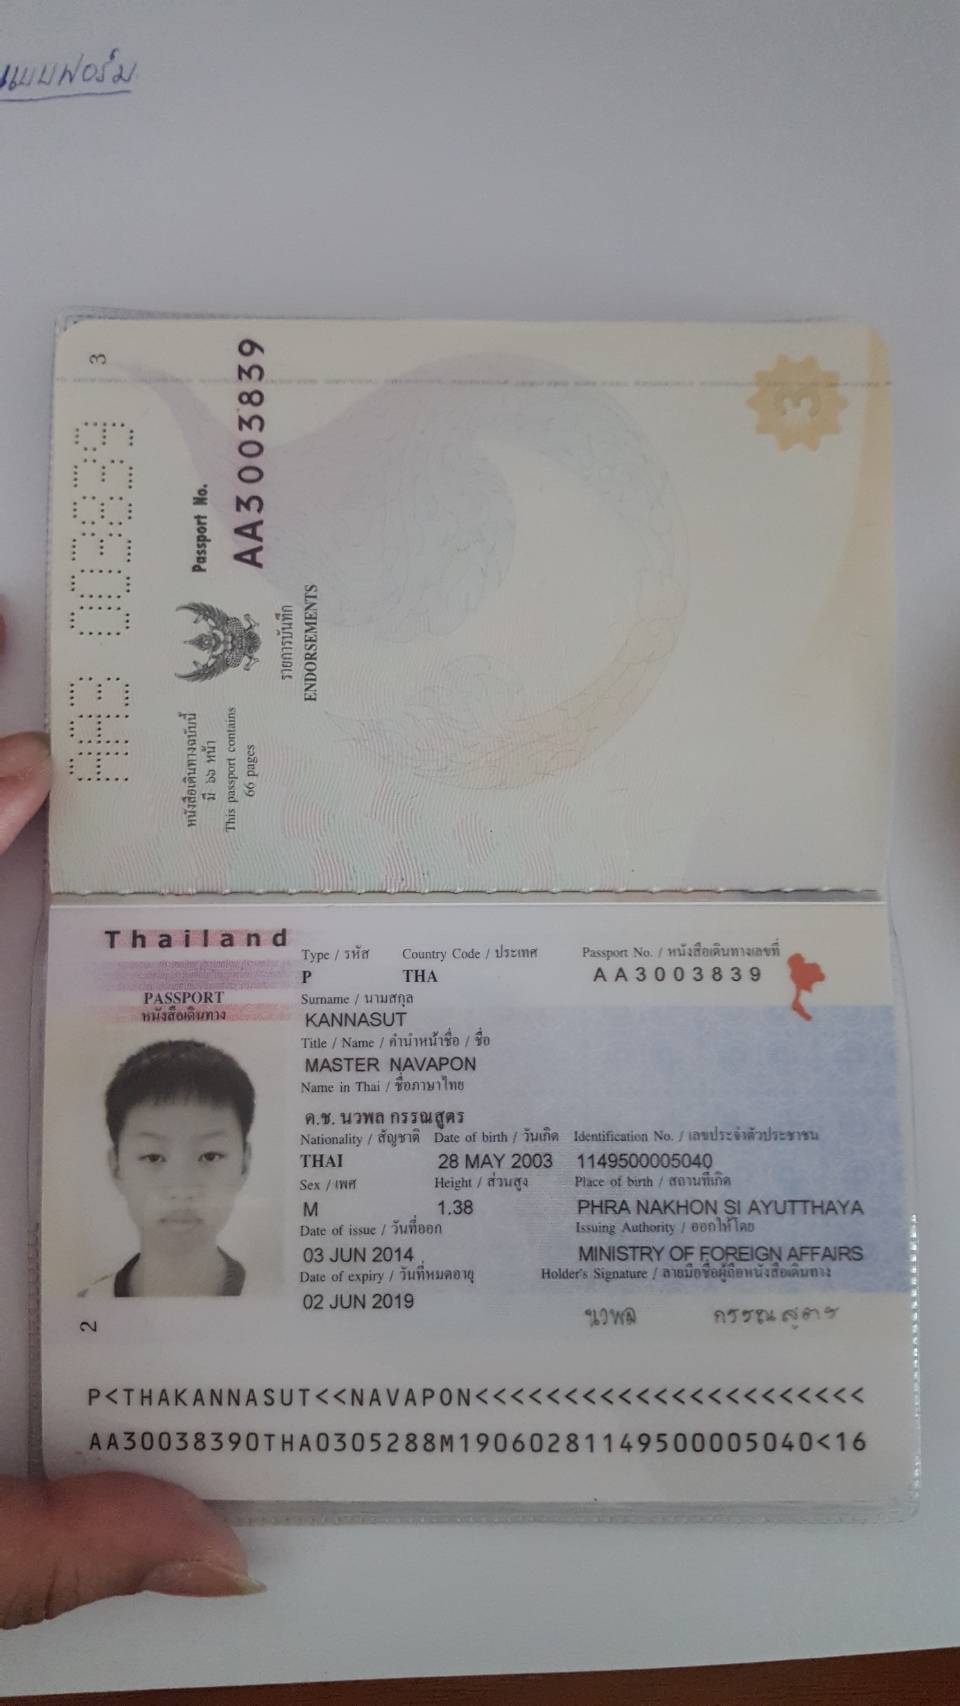 แบบฟอร์ม
3
AA3003839
Passport No.
AA3003839
หนังสือเดินทางฉบับนี้
มี ๖๖ หน้า
This passport contains
66 pages
รายการบันทึก
ENDORSEMENTS
3
Thailand
PASSPORT
หนังสือเดินทาง
Type / รหัส Country Code / ประเทศ Passport No. / หนังสือเดินทางเลขที่
P THA AA3003839
Surname / นามสกุล
KANNASUT
Title / Name / คำนำหน้าชื่อ / ชื่อ
MASTER NAVAPON
Name in Thai / ชื่อภาษาไทย
ด.ช. นวพล กรรณสูตร
Nationality / สัญชาติ Date of birth / วันเกิด Identification No. / เลขประจำตัวประชาชน
THAI 28 MAY 2003 1149500005040
Sex / เพศ Height / ส่วนสูง Place of birth / สถานที่เกิด
M 1.38 PHRA NAKHON SI AYUTTHAYA
Date of issue / วันที่ออก Issuing Authority / ออกให้โดย
03 JUN 2014 MINISTRY OF FOREIGN AFFAIRS
Date of expiry / วันที่หมดอายุ Holder's Signature / ลายมือชื่อผู้ถือหนังสือเดินทาง
02 JUN 2019
นวพล กรรณสูตร
2
P<THAKANNASUT<<NAVAPON<<<<<<<<<<<<<<<<<<<<<<
AA30038390THA0305288M19060281149500005040<16